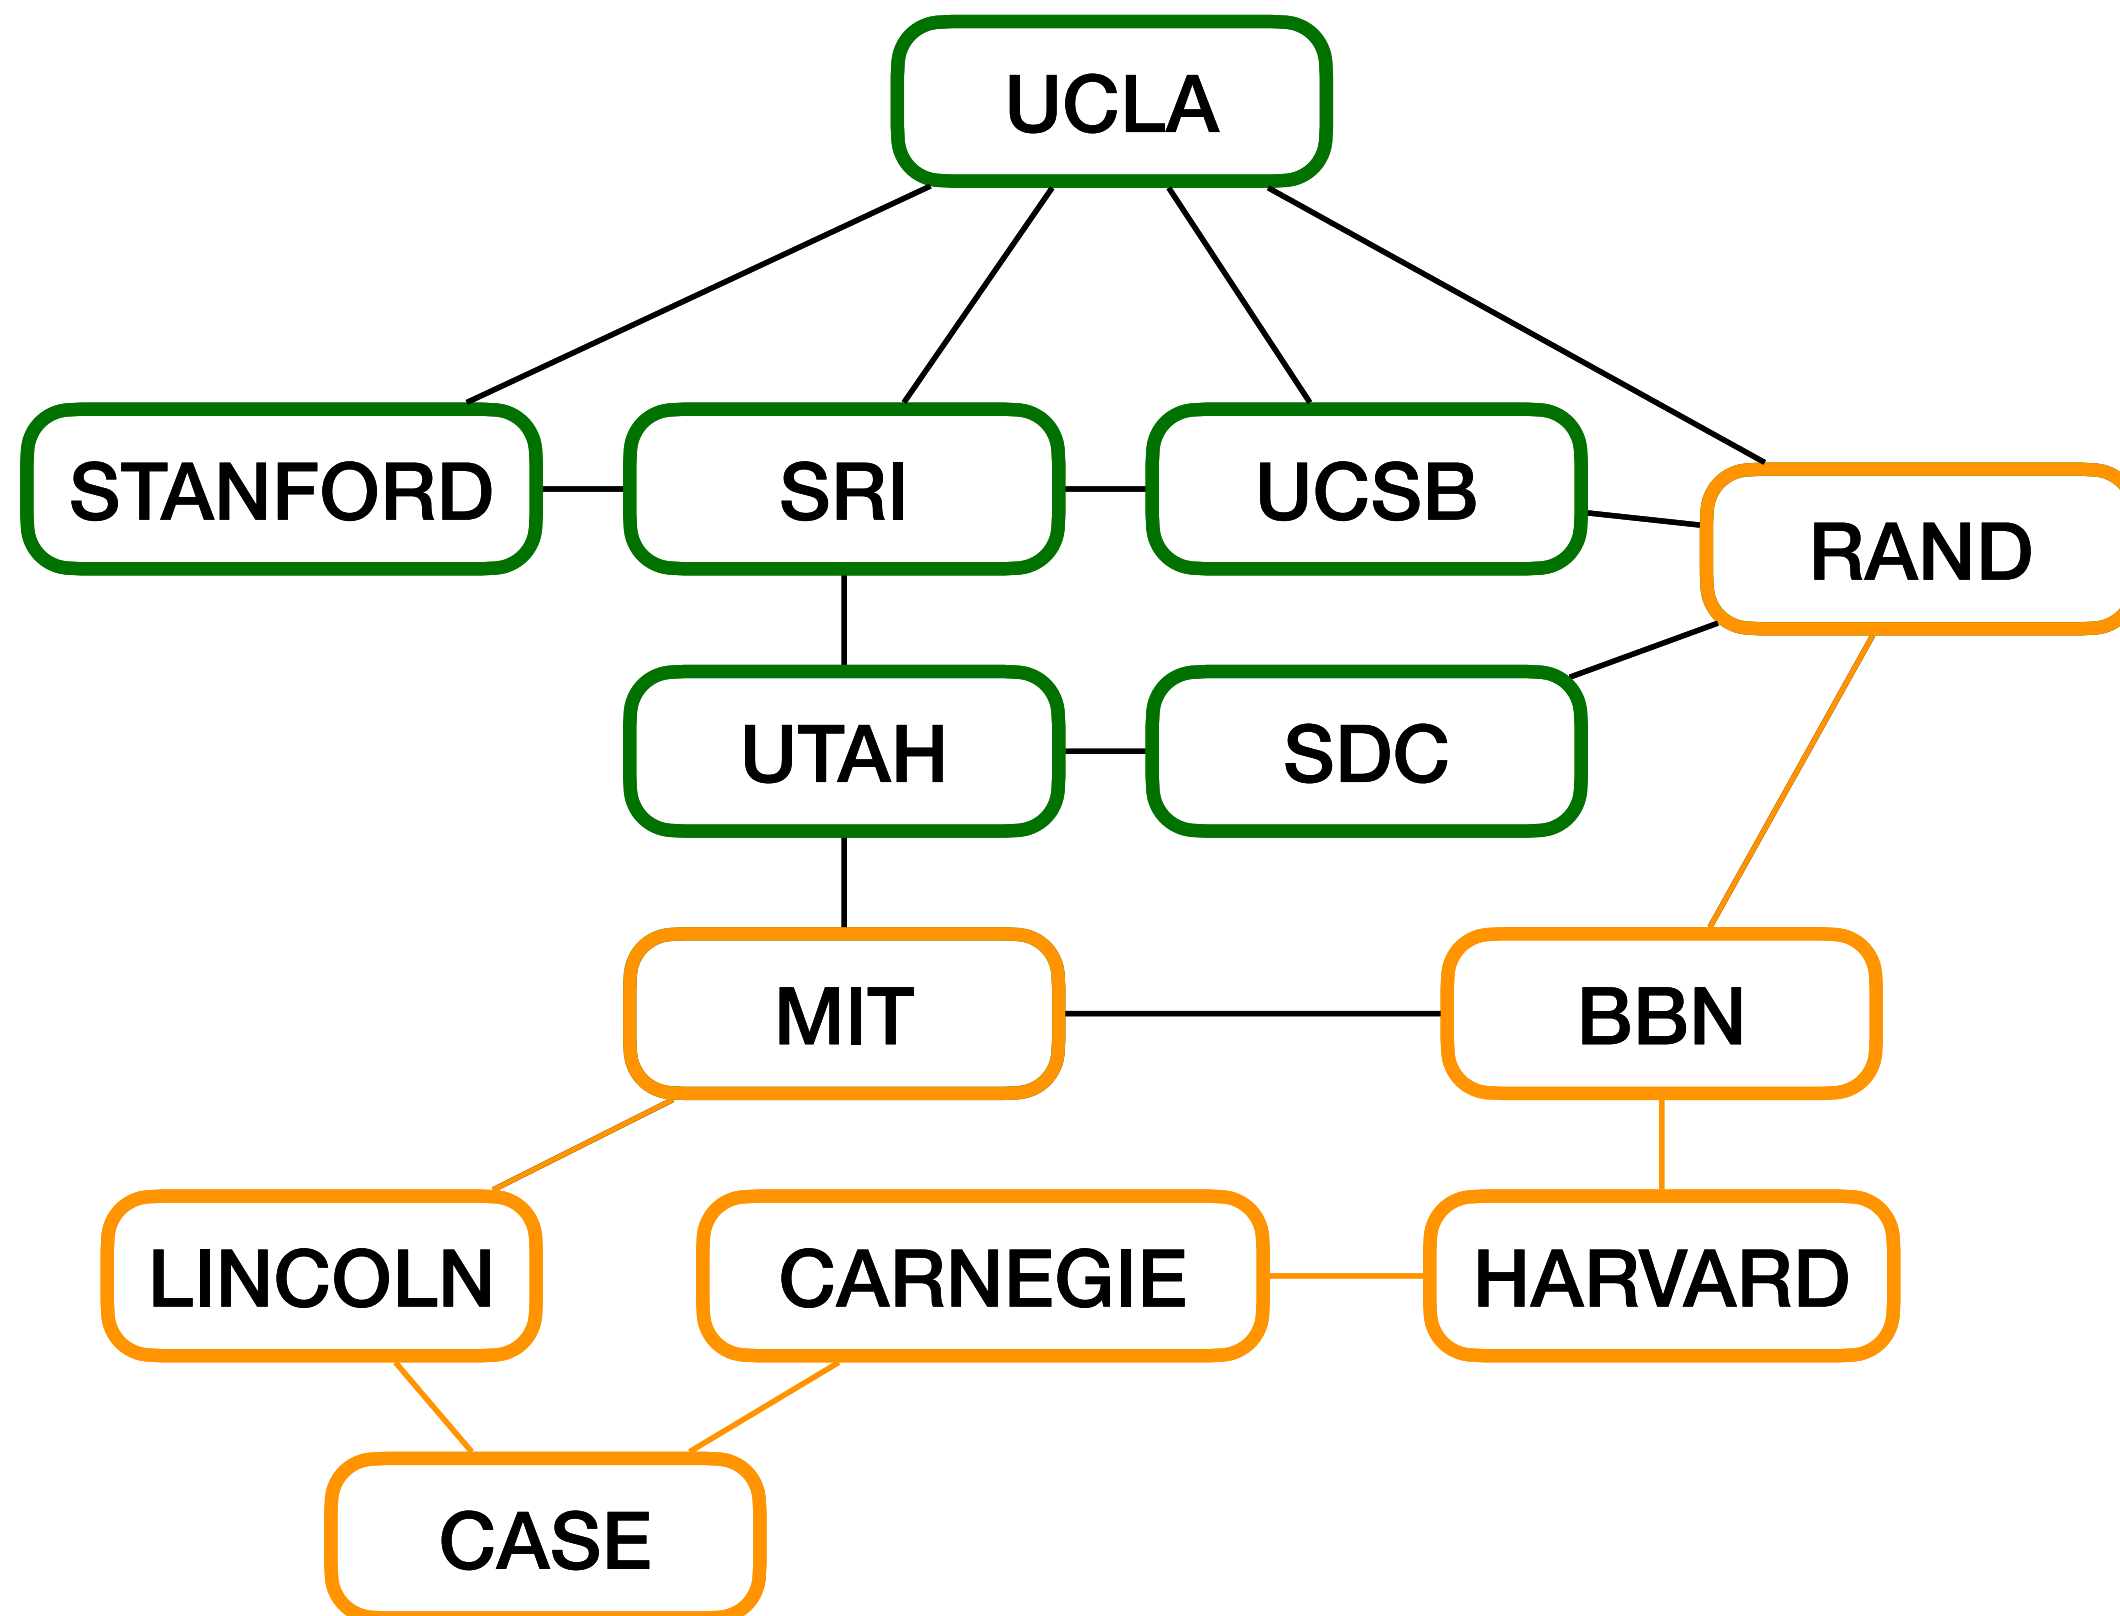 UCLA
STANFORD
SRI
UCSB
RAND
UTAH
SDC
MIT
BBN
LINCOLN
CARNEGIE
HARVARD
CASE